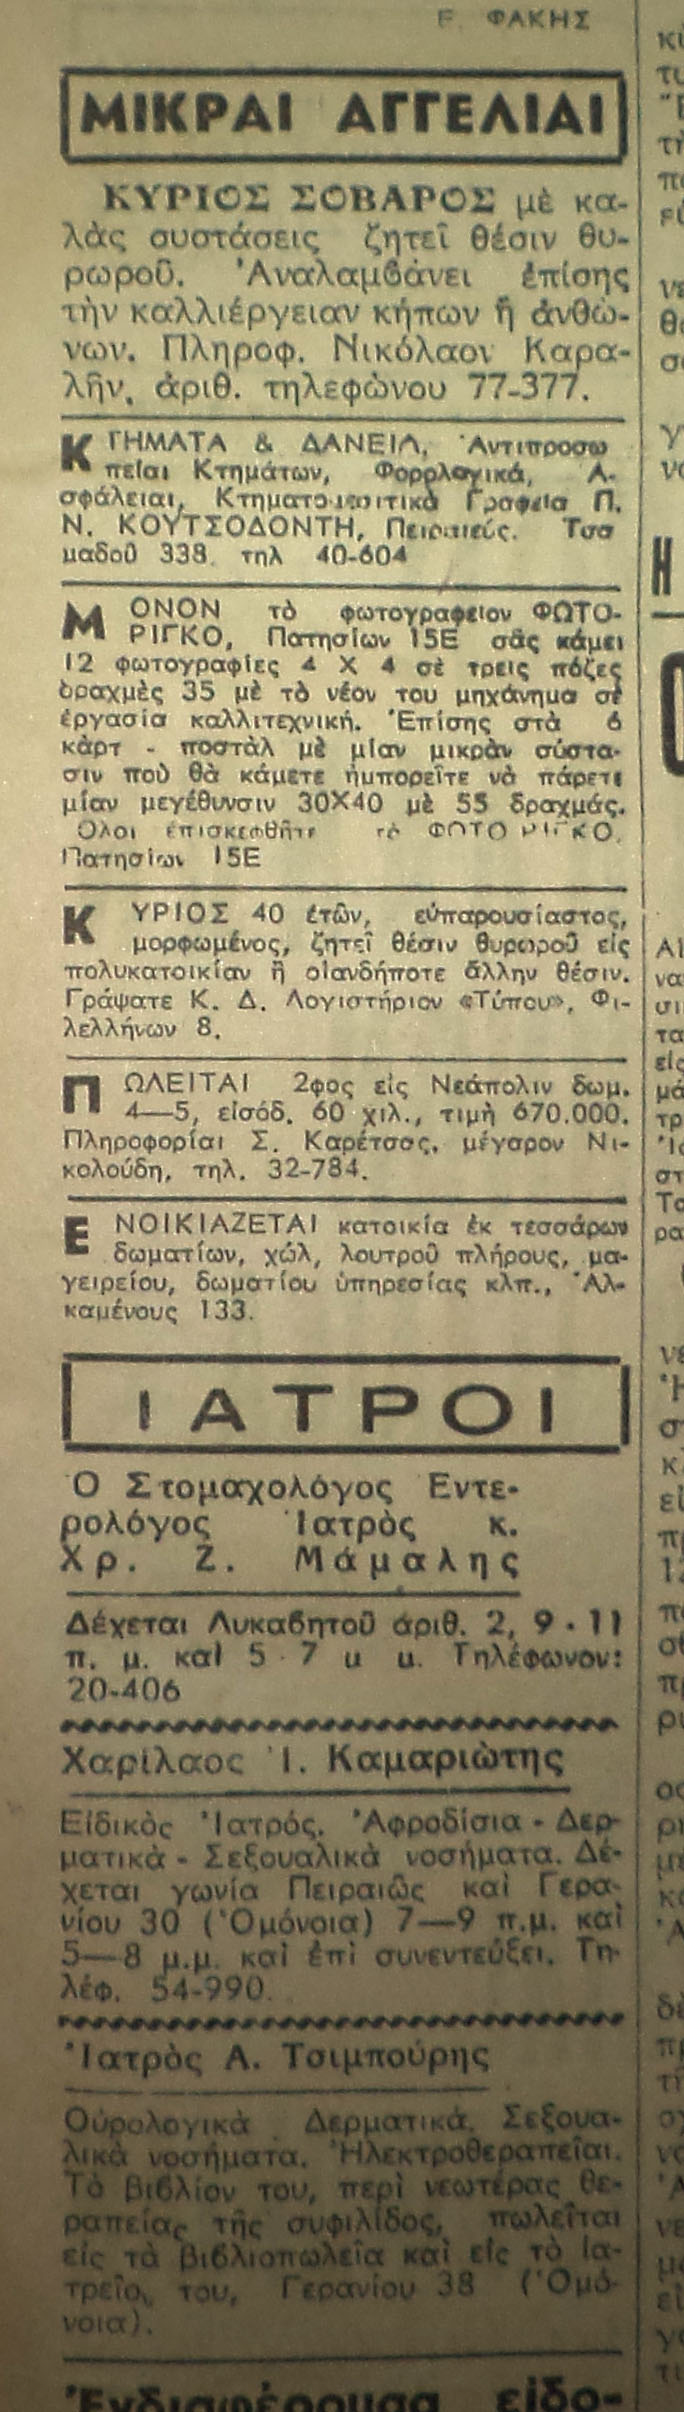 Ε. ΦΑΚΗΣ
ΜΙΚΡΑΙ ΑΓΓΕΛΙΑΙ
ΚΥΡΙΟΣ ΣΟΒΑΡΟΣ μὲ κα-
λὰς συστάσεις ζητεῖ θέσιν θυ-
ρωροῦ. Ἀναλαμβάνει ἐπίσης
τὴν καλλιέργειαν κήπων ἢ ἀνθώ-
νων. Πληροφ. Νικόλαον Καρα-
λῆν, ἀριθ. τηλεφώνου 77-377.
ΚΤΗΜΑΤΑ & ΔΑΝΕΙΑ, Ἀντιπροσω
πεῖαι Κτημάτων, Φορολογικά, Ἀ-
σφάλειαι, Κτηματομεσιτικὰ Γραφεῖα Π.
Ν. ΚΟΥΤΣΟΔΟΝΤΗ, Πειραιεύς. Τσα
μαδοῦ 338. τηλ 40-604
ΜΟΝΟΝ τὸ φωτογραφεῖον ΦΩΤΟ-
ΡΙΓΚΟ, Πατησίων 15Ε σᾶς κάμει
12 φωτογραφίες 4 Χ 4 σὲ τρεῖς πόζες
δραχμὲς 35 μὲ τὸ νέον του μηχάνημα σὲ
ἐργασία καλλιτεχνική. Ἐπίσης στὰ 6
κὰρτ - ποστὰλ μὲ μίαν μικρὰν σύστα-
σιν ποὺ θὰ κάμετε ἠμπορεῖτε νὰ πάρετε
μίαν μεγέθυνσιν 30Χ40 μὲ 55 δραχμάς.
Ὅλοι ἐπισκεφθῆτε τὸ ΦΩΤΟ ΡΙΓΚΟ,
Πατησίων 15Ε
ΚΥΡΙΟΣ 40 ἐτῶν, εὐπαρουσίαστος,
μορφωμένος, ζητεῖ θέσιν θυρωροῦ εἰς
πολυκατοικίαν ἢ οἱανδήποτε ἄλλην θέσιν.
Γράψατε Κ. Δ. Λογιστήριον «Τύπου», Φι-
λελλήνων 8.
ΠΩΛΕΙΤΑΙ 2φος εἰς Νεάπολιν δωμ.
4—5, εἰσόδ. 60 χιλ., τιμὴ 670.000.
Πληροφορίαι Σ. Καρέτσος, μέγαρον Νι-
κολούδη, τηλ. 32-784.
ΕΝΟΙΚΙΑΖΕΤΑΙ κατοικία ἐκ τεσσάρων
δωματίων, χώλ, λουτροῦ πλήρους, μα-
γειρείου, δωματίου ὑπηρεσίας κλπ., Ἀλ-
καμένους 133.
ΙΑΤΡΟΙ
Ὁ Στομαχολόγος Εντε-
ρολόγος Ἰατρὸς κ.
Χρ. Ζ. Μάμαλης
Δέχεται Λυκαβητοῦ ἀριθ. 2, 9 - 11
π. μ. καὶ 5 - 7 μ μ. Τηλέφωνον:
20-406
Χαρίλαος Ἰ. Καμαριώτης
Εἰδικὸς Ἰατρός. Ἀφροδίσια - Δερ-
ματικὰ - Σεξουαλικὰ νοσήματα. Δέ-
χεται γωνία Πειραιῶς καὶ Γερα-
νίου 30 (Ὁμόνοια) 7—9 π.μ. καὶ
5—8 μ.μ. καὶ ἐπὶ συνεντεύξει. Τη-
λέφ. 54-990.
Ἰατρὸς Α. Τσιμπούρης
Οὐρολογικὰ Δερματικά. Σεξουα-
λικὰ νοσήματα. Ἠλεκτροθεραπεῖαι.
Τὸ βιβλίον του, περὶ νεωτέρας θε-
ραπείας τῆς συφιλίδος, πωλεῖται
εἰς τὰ βιβλιοπωλεῖα καὶ εἰς τὸ ἰα-
τρεῖον του, Γερανίου 38 (Ὁμό-
νοια).
Ἐνδιαφέρουσα εἴδο-